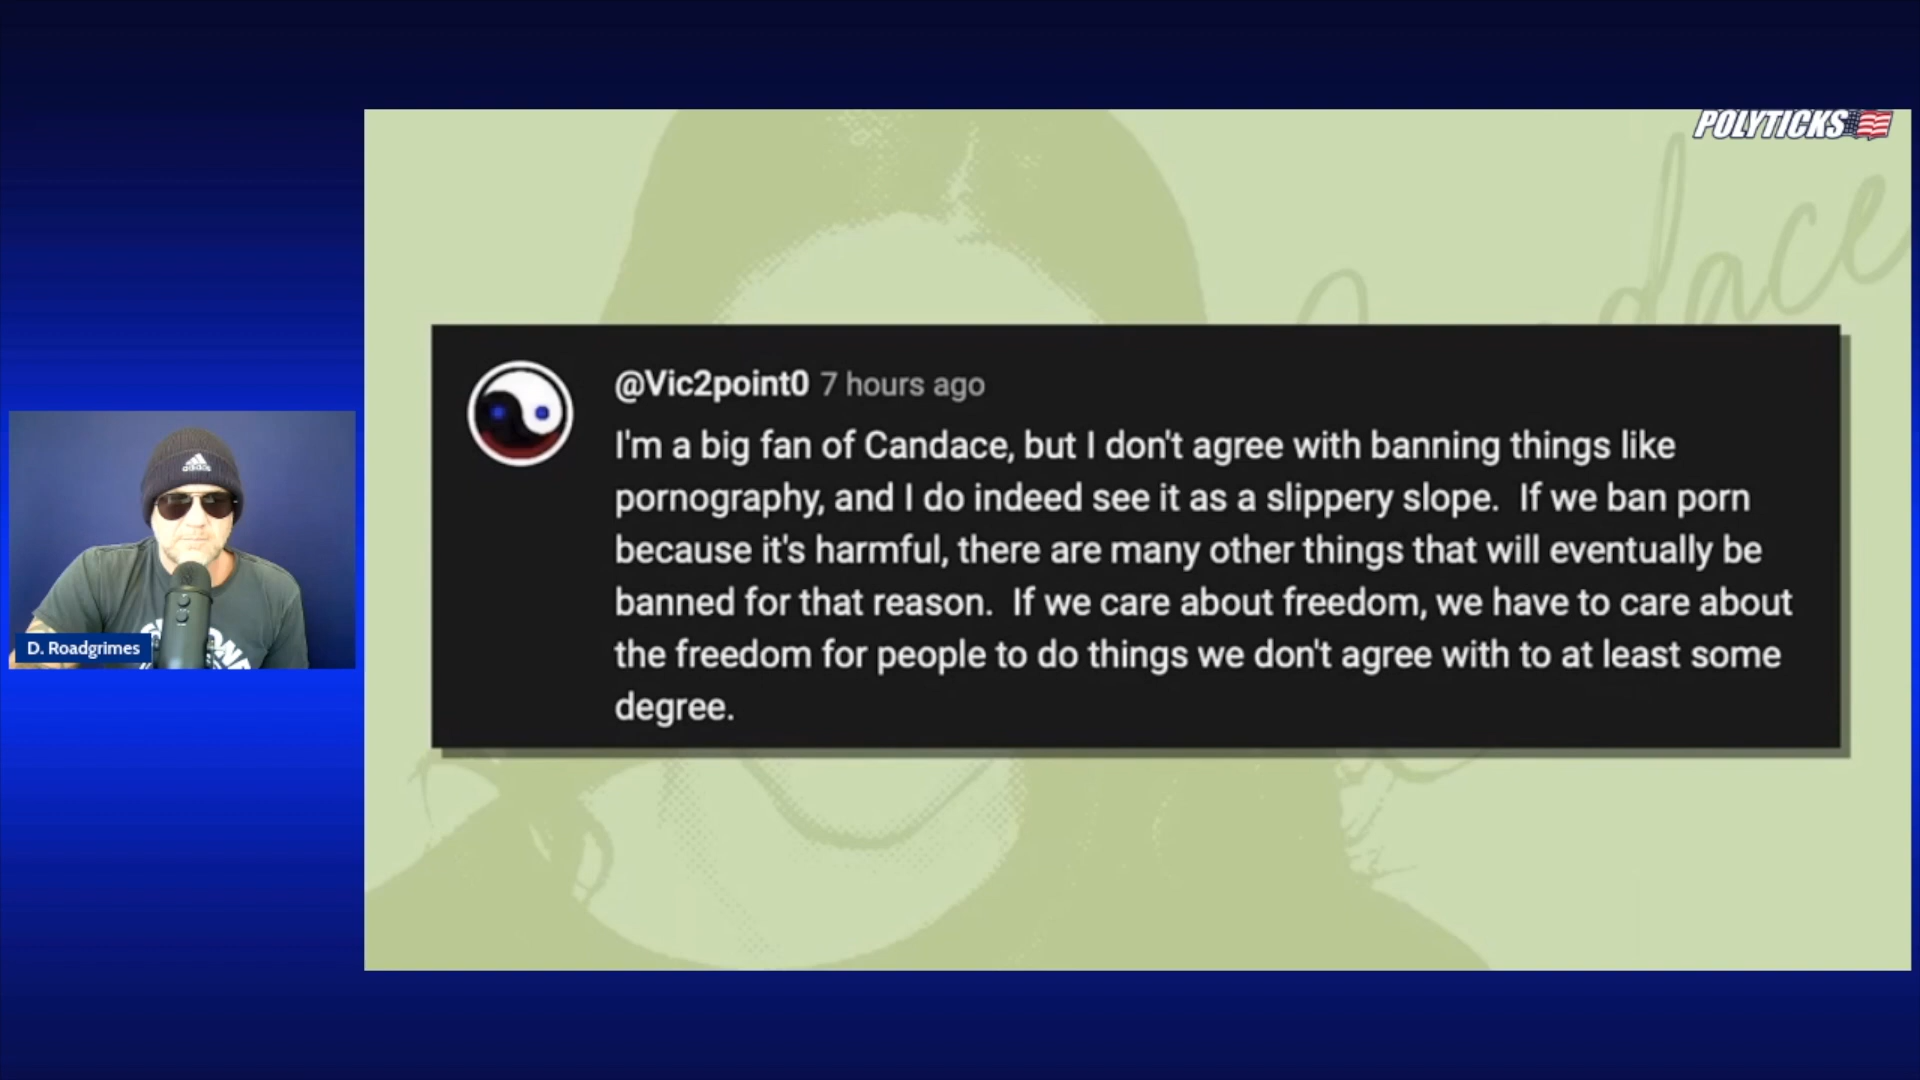 POLYTICKS
dace
@Vic2point0 7 hours ago
I'm a big fan of Candace, but I don't agree with banning things like
pornography, and I do indeed see it as a slippery slope.  If we ban porn
because it's harmful, there are many other things that will eventually be
banned for that reason.  If we care about freedom, we have to care about
the freedom for people to do things we don't agree with to at least some
degree.
adidas
D. Roadgrimes